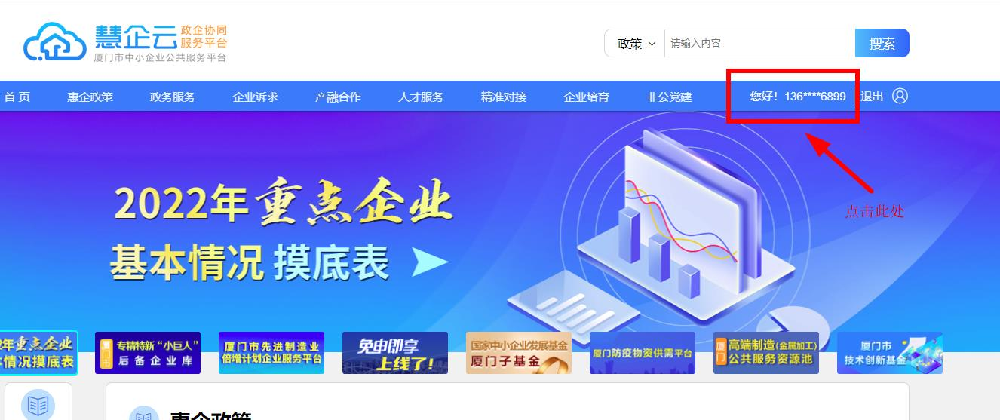 慧企云 政企协同
服务平台
厦门市中小企业公共服务平台
政策 请输入内容 搜索
首页 惠企政策 政务服务 企业诉求 产融合作 人才服务 精准对接 企业培育 非公党建 您好！136****6899 退出
点击此处
2022年重点企业
基本情况 摸底表
年重点企业
情况摸底表
厦门市
专精特新“小巨人”
后备企业库
厦门市先进制造业
倍增计划企业服务平台
免申即享
上线了！
国家中小企业发展基金
厦门子基金
厦门防疫物资供需平台
厦门
高端制造(金属加工)
公共服务资源池
厦门市
技术创新基金
惠企政策